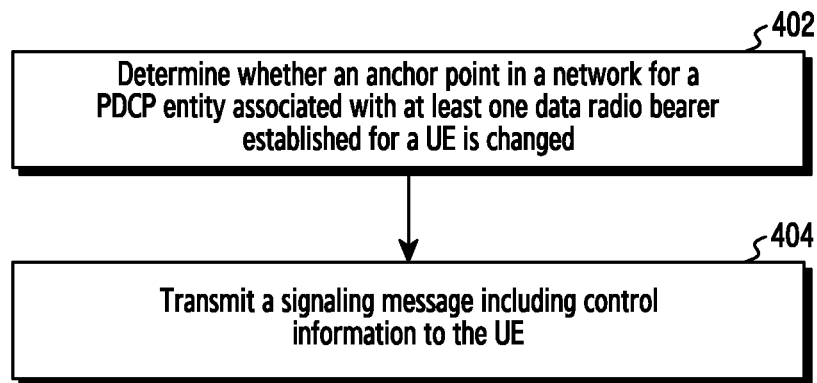 402
Determine whether an anchor point in a network for a
PDCP entity associated with at least one data radio bearer
established for a UE is changed
404
Transmit a signaling message including control
information to the UE